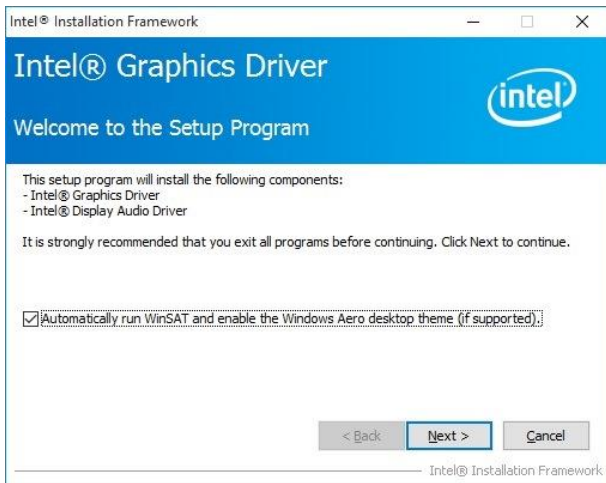 Intel® Installation Framework
Intel® Graphics Driver
intel
Welcome to the Setup Program
This setup program will install the following components:
- Intel® Graphics Driver
- Intel® Display Audio Driver
It is strongly recommended that you exit all programs before continuing. Click Next to continue.
Automatically run WinSAT and enable the Windows Aero desktop theme (if supported).
< Back
Next >
Cancel
Intel® Installation Framework